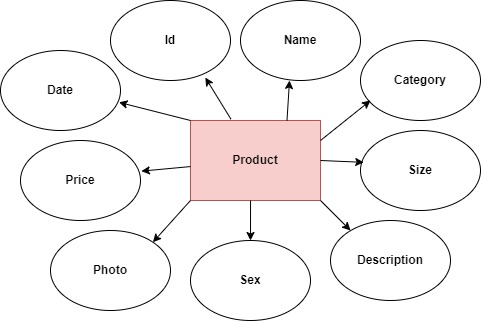 Id
Name
Date
Category
Product
Size
Price
Description
Photo
Sex